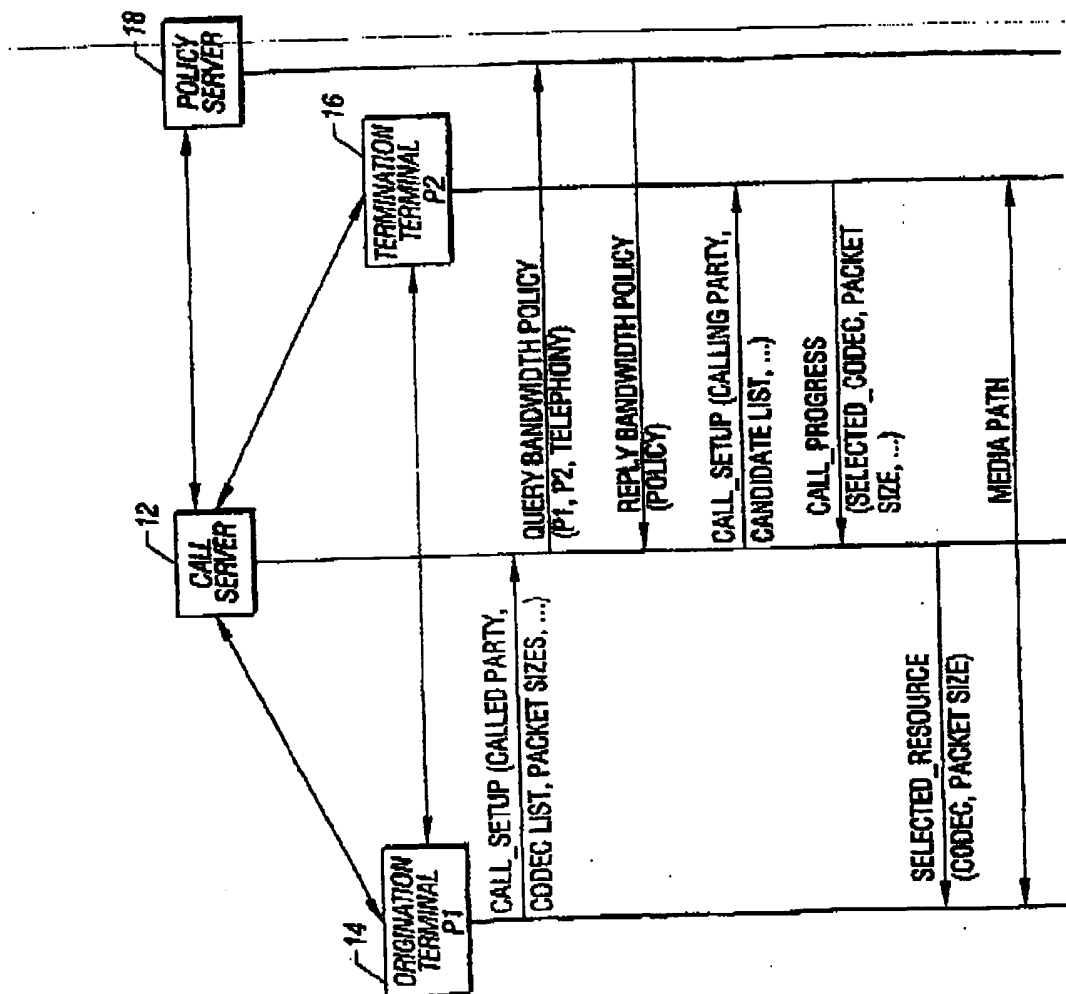 18
POLICY
SERVER
16
TERMINATION
TERMINAL
P2
12
CALL
SERVER
14
ORIGINATION
TERMINAL
P1
CALL_SETUP (CALLED PARTY,
CODEC LIST, PACKET SIZES, ...)
QUERY BANDWIDTH POLICY
(P1, P2, TELEPHONY)
REPLY BANDWIDTH POLICY
(POLICY)
CALL_SETUP (CALLING PARTY,
CANDIDATE LIST, ...)
CALL_PROGRESS
(SELECTED_CODEC, PACKET
SIZE, ...)
SELECTED_RESOURCE
(CODEC, PACKET SIZE)
MEDIA PATH